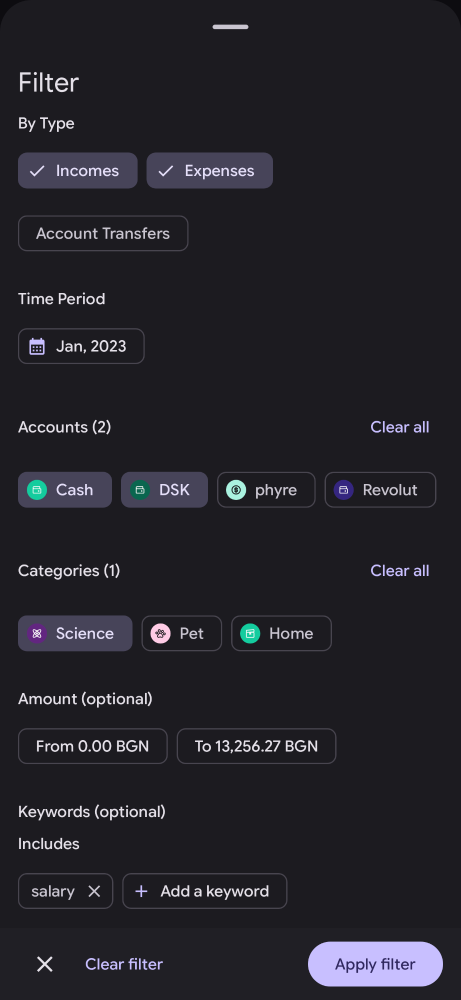 Filter
By Type
Incomes Expenses
Account Transfers
Time Period
Jan, 2023
Accounts (2) Clear all
Cash DSK phyre Revolut
Categories (1) Clear all
Science Pet Home
Amount (optional)
From 0.00 BGN To 13,256.27 BGN
Keywords (optional)
Includes
salary Add a keyword
Clear filter Apply filter